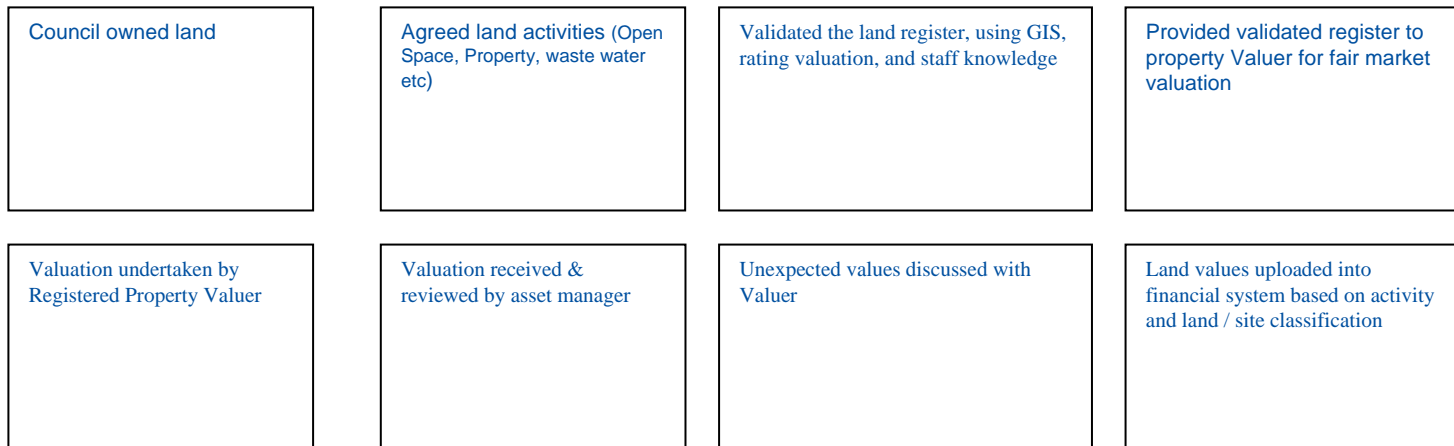 Council owned land
Agreed land activities (Open
Space, Property, waste water
etc)
Validated the land register, using GIS,
rating valuation, and staff knowledge
Provided validated register to
property Valuer for fair market
valuation
Valuation undertaken by
Registered Property Valuer
Valuation received &
reviewed by asset manager
Unexpected values discussed with
Valuer
Land values uploaded into
financial system based on activity
and land / site classification